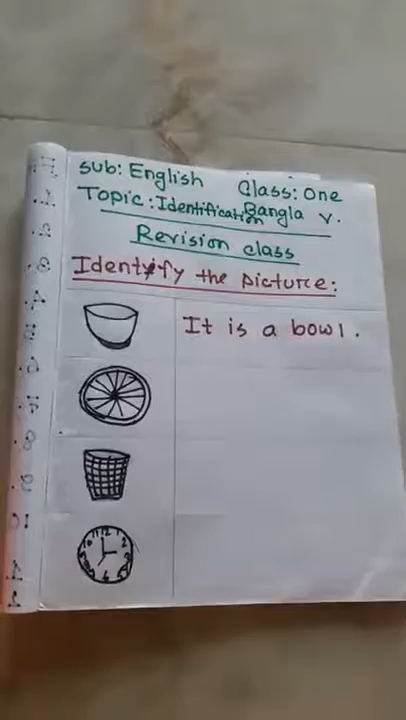 Sub: English Class: One
Topic: Identification Bangla V.
Revision class
Identify the picture:
It is a bowl.